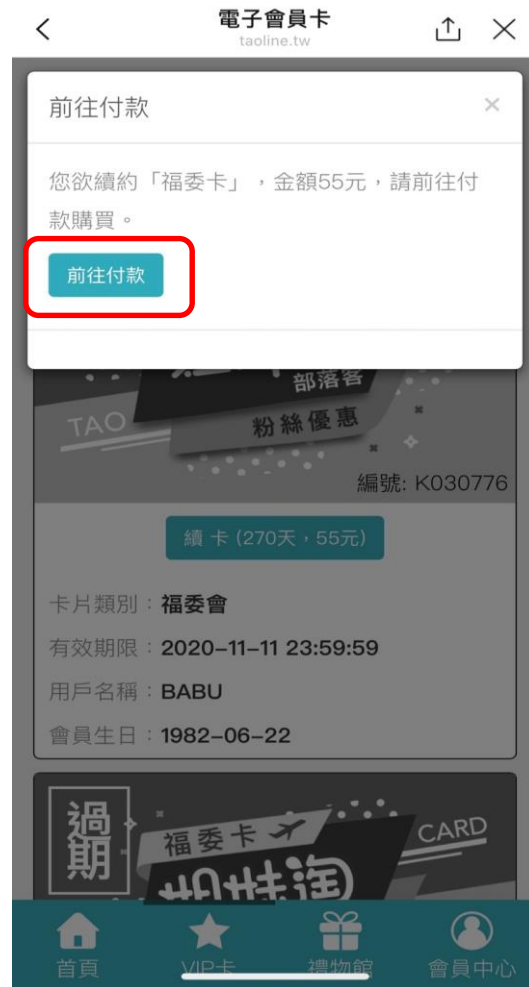 電子會員卡
taoline.tw
前往付款
您欲續約「福委卡」，金額55元，請前往付
款購買。
前往付款
部落客
TAO
粉絲優惠
編號: K030776
續 卡 (270天，55元)
卡片類別：福委會
有效期限：2020-11-11 23:59:59
用戶名稱：BABU
會員生日：1982-06-22
過期
福委卡
CARD
首頁
VIP卡
禮物館
會員中心